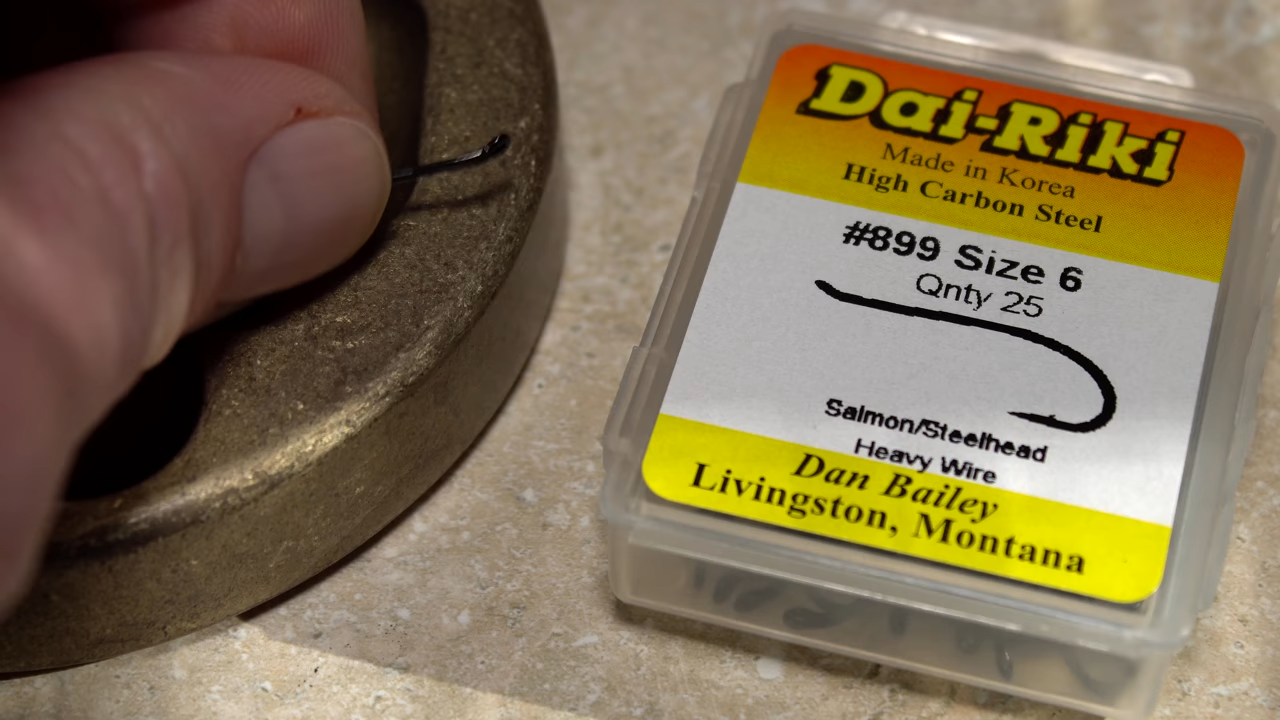 Dai-Riki
Made in Korea
High Carbon Steel
#899 Size 6
Qnty 25
Salmon/Steelhead
Heavy Wire
Dan Bailey
Livingston, Montana